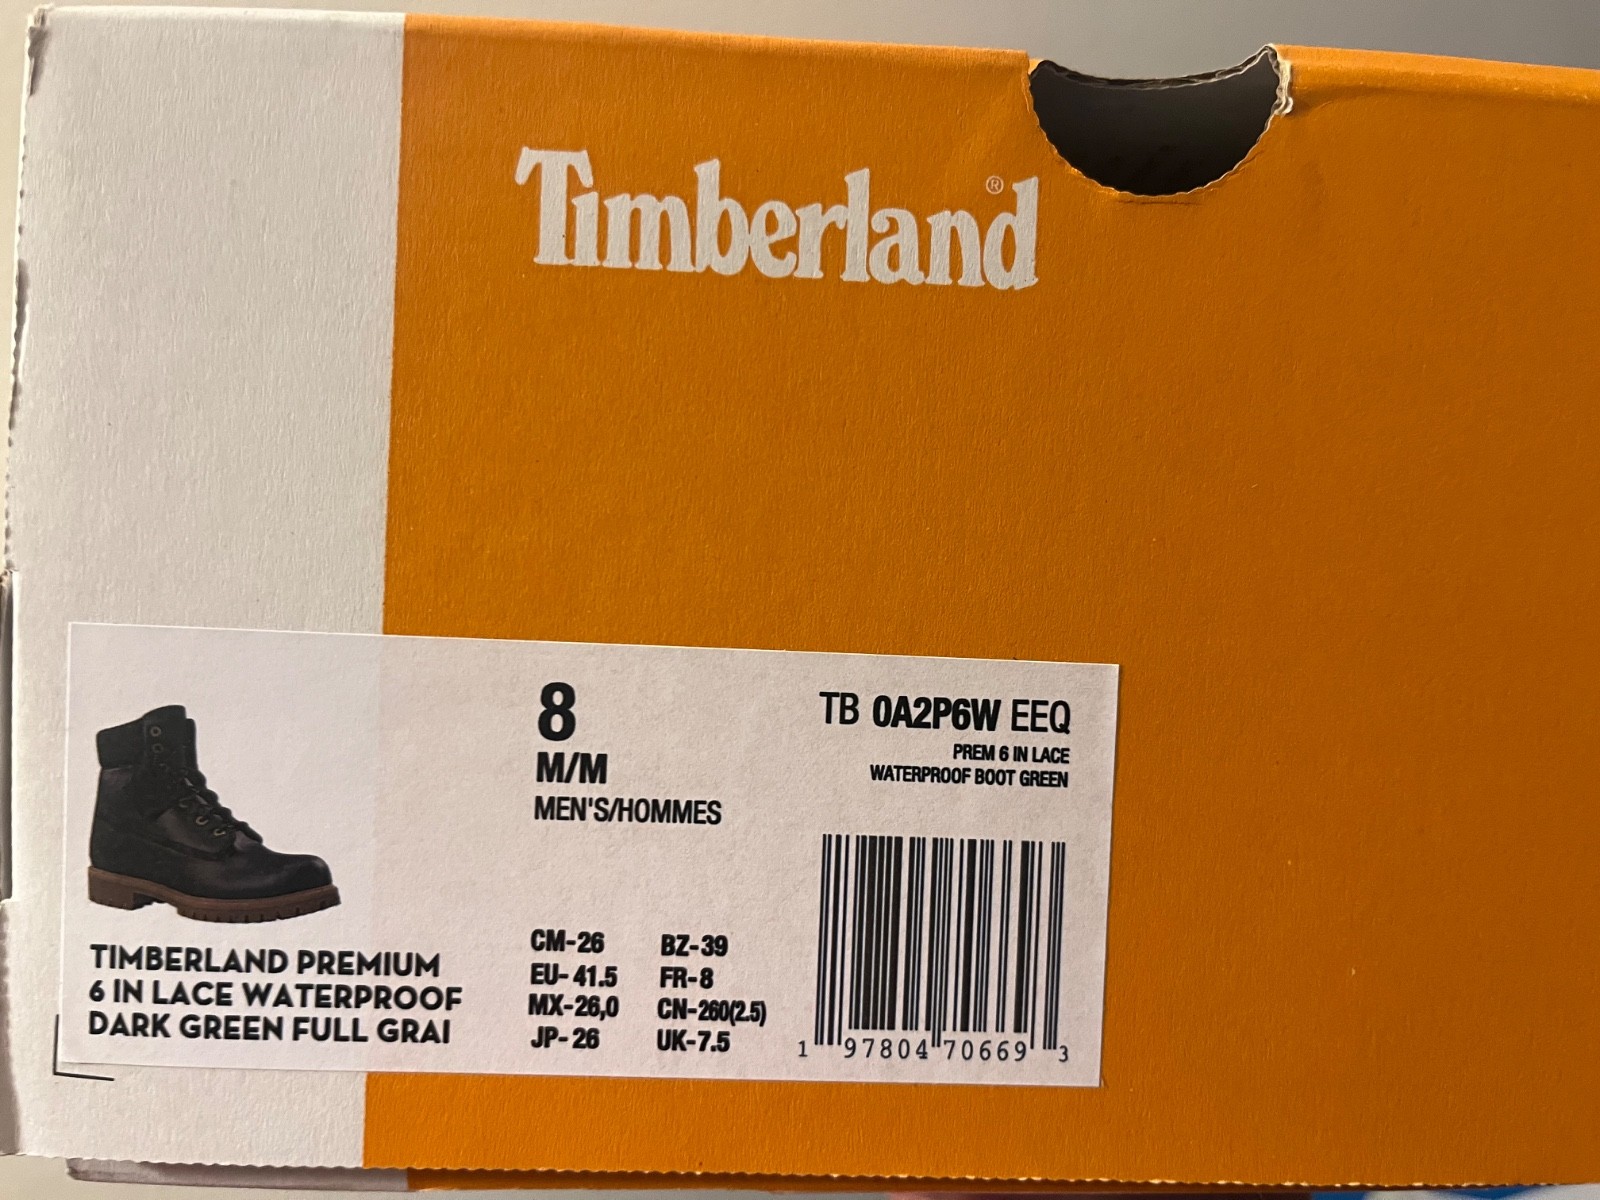 Timberland®
8
M/M
MEN'S/HOMMES
TB 0A2P6W EEQ
PREM 6 IN LACE
WATERPROOF BOOT GREEN
TIMBERLAND PREMIUM
6 IN LACE WATERPROOF
DARK GREEN FULL GRAI
CM-26 BZ-39
EU-41.5 FR-8
MX-26,0 CN-260(2.5)
JP-26 UK-7.5
1 97804 70669 3